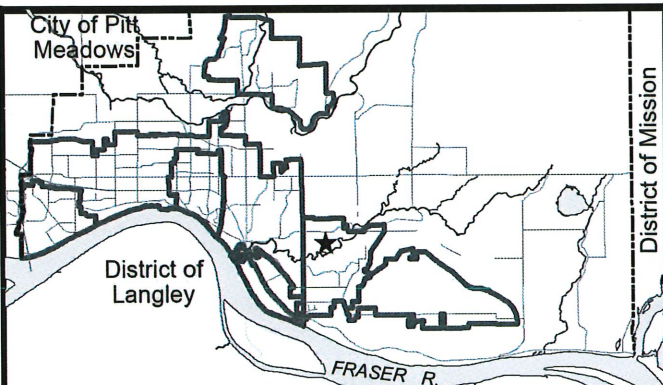 City of Pitt
Meadows
District of Mission
District of
Langley
FRASER R.